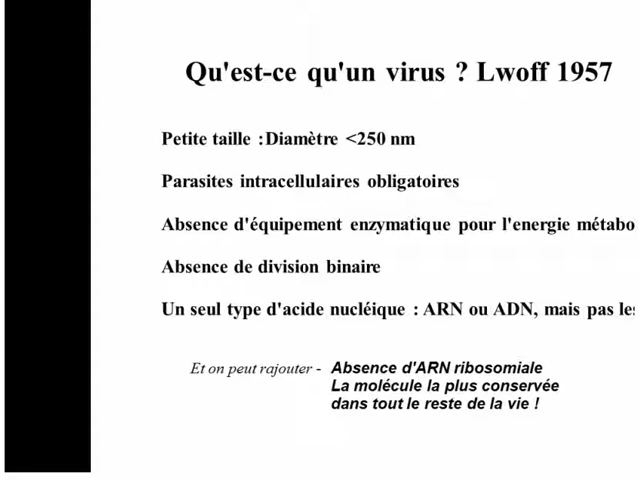 Qu'est-ce qu'un virus ? Lwoff 1957
Petite taille :Diamètre <250 nm
Parasites intracellulaires obligatoires
Absence d'équipement enzymatique pour l'energie métabo
Absence de division binaire
Un seul type d'acide nucléique : ARN ou ADN, mais pas les
Et on peut rajouter - Absence d'ARN ribosomiale
La molécule la plus conservée
dans tout le reste de la vie !